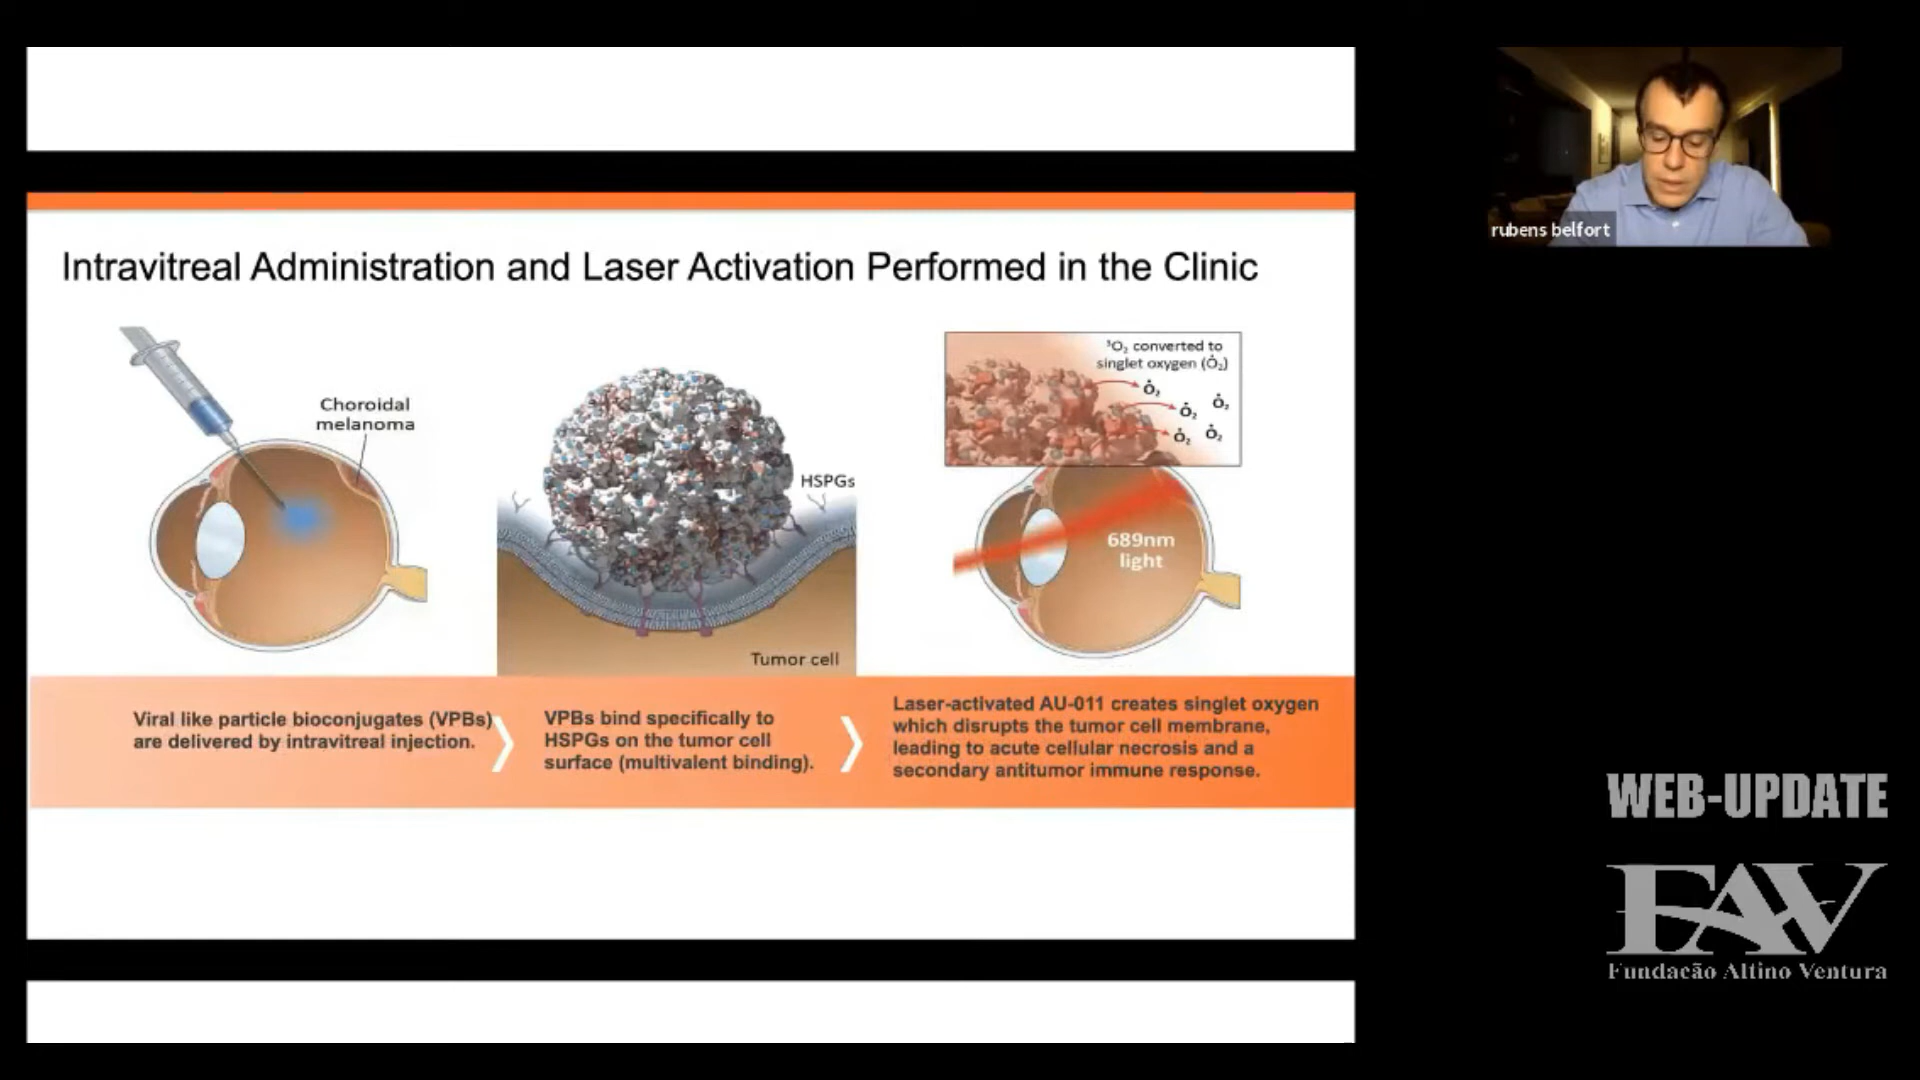 Intravitreal Administration and Laser Activation Performed in the Clinic
Choroidal
melanoma
HSPGs
Tumor cell
³O₂ converted to
singlet oxygen (Ȯ₂)
Ȯ₂
Ȯ₂
Ȯ₂
Ȯ₂
Ȯ₂
689nm
light
Viral like particle bioconjugates (VPBs)
are delivered by intravitreal injection.
VPBs bind specifically to
HSPGs on the tumor cell
surface (multivalent binding).
Laser-activated AU-011 creates singlet oxygen
which disrupts the tumor cell membrane,
leading to acute cellular necrosis and a
secondary antitumor immune response.
rubens belfort
WEB-UPDATE
FAV
Fundação Altino Ventura